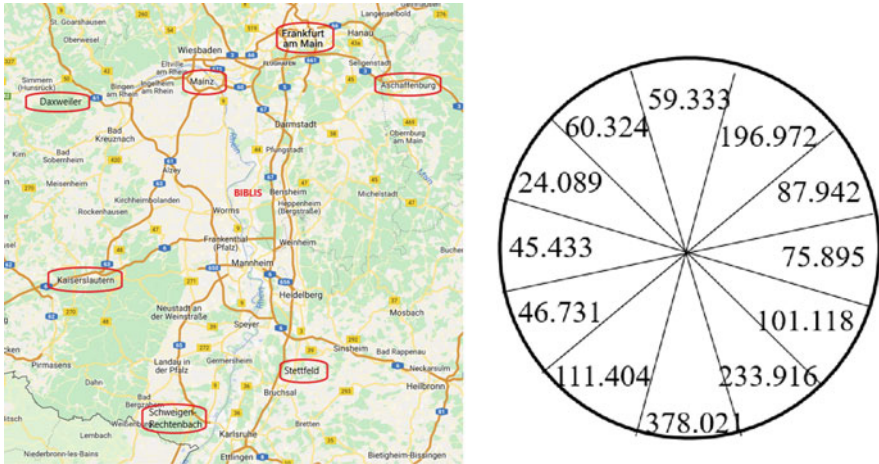 St. Goarshausen
Oberwesel
Langenselbold
Frankfurt
am Main
Hanau
Wiesbaden
Eltville
am Rhein
Seligenstadt
Simmern
(Hunsrück)
Bingen
am Rhein
Ingelheim
am Rhein
Mainz
Aschaffenburg
Daxweiler
Darmstadt
Bad
Kreuznach
Obernburg
am Main
Pfungstadt
Kirn
Bad
Sobernheim
Rhein
Alzey
Main
Meisenheim
BIBLIS
Bensheim
Michelstadt
Kirchheimbolanden
Heppenheim
(Bergstraße)
Rockenhausen
Worms
Frankenthal
(Pfalz)
Weinheim
Mannheim
Kaiserslautern
Rhein
Heidelberg
Neustadt an
der Weinstraße
Mosbach
Speyer
Sinsheim
Bad Rappenau
Pirmasens
Landau in
der Pfalz
Germersheim
Stettfeld
Neckarsulm
Dahn
Heilbronn
Bad
Bergzabern
Bruchsal
Schweigen-
Rechtenbach
Bretten
Lembach
Karlsruhe
Niederbronn-les-Bains
Ettlingen
Bietigheim-Bissingen
59.333
60.324
196.972
24.089
87.942
45.433
75.895
46.731
101.118
111.404
233.916
378.021